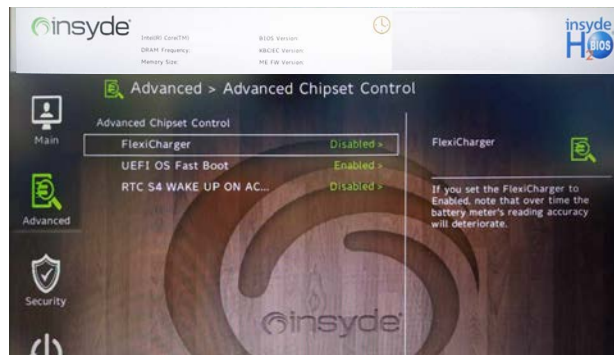 insyde
Intel(R) Core(TM)
DRAM Frequency:
Memory Size:
BIOS Version
KBC/EC Version:
ME FW Version:
insyde
H2O BIOS
Advanced > Advanced Chipset Control
Main
Advanced
Security
Advanced Chipset Control
FlexiCharger Disabled >
UEFI OS Fast Boot Enabled >
RTC S4 WAKE UP ON AC... Disabled >
FlexiCharger
If you set the FlexiCharger to
Enabled, note that over time the
battery meter's reading accuracy
will deteriorate.
insyde